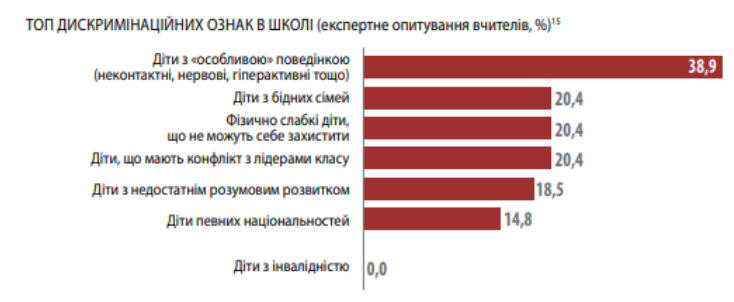 ТОП ДИСКРИМІНАЦІЙНИХ ОЗНАК В ШКОЛІ (експертне опитування вчителів, %)15
Діти з «особливою» поведінкою
(неконтактні, нервові, гіперактивні тощо)
38,9
Діти з бідних сімей
20,4
Фізично слабкі діти,
що не можуть себе захистити
20,4
Діти, що мають конфлікт з лідерами класу
20,4
Діти з недостатнім розумовим розвитком
18,5
Діти певних національностей
14,8
Діти з інвалідністю
0,0